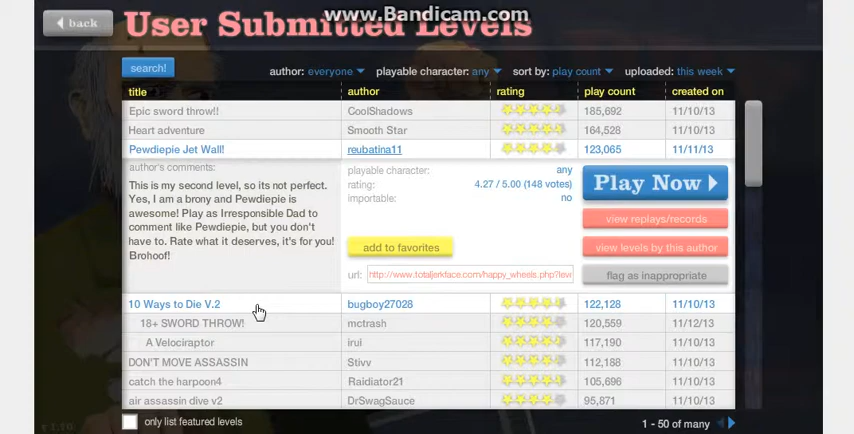 www.Bandicam.com
back
User Submitted Levels
search!
author: everyone playable character: any sort by: play count uploaded: this week
title author rating play count created on
Epic sword throw!! CoolShadows 185,692 11/10/13
Heart adventure Smooth Star 164,528 11/10/13
Pewdiepie Jet Wall! reubatina11 123,065 11/11/13
author's comments:
This is my second level, so its not perfect.
Yes, I am a brony and Pewdiepie is
awesome! Play as Irresponsible Dad to
comment like Pewdiepie, but you don't
have to. Rate what it deserves, it's for you!
Brohoof!
playable character: any
rating: 4.27 / 5.00 (148 votes)
importable: no
add to favorites
url: http://www.totaljerkface.com/happy_wheels.php?leve
Play Now
view replays/records
view levels by this author
flag as inappropriate
10 Ways to Die V.2 bugboy27028 122,128 11/10/13
18+ SWORD THROW! mctrash 120,559 11/12/13
A Velociraptor irui 117,190 11/10/13
DON'T MOVE ASSASSIN Stivv 112,188 11/10/13
catch the harpoon4 Raidiator21 105,696 11/10/13
air assassin dive v2 DrSwagSauce 95,871 11/10/13
only list featured levels
1 - 50 of many
v 1.10